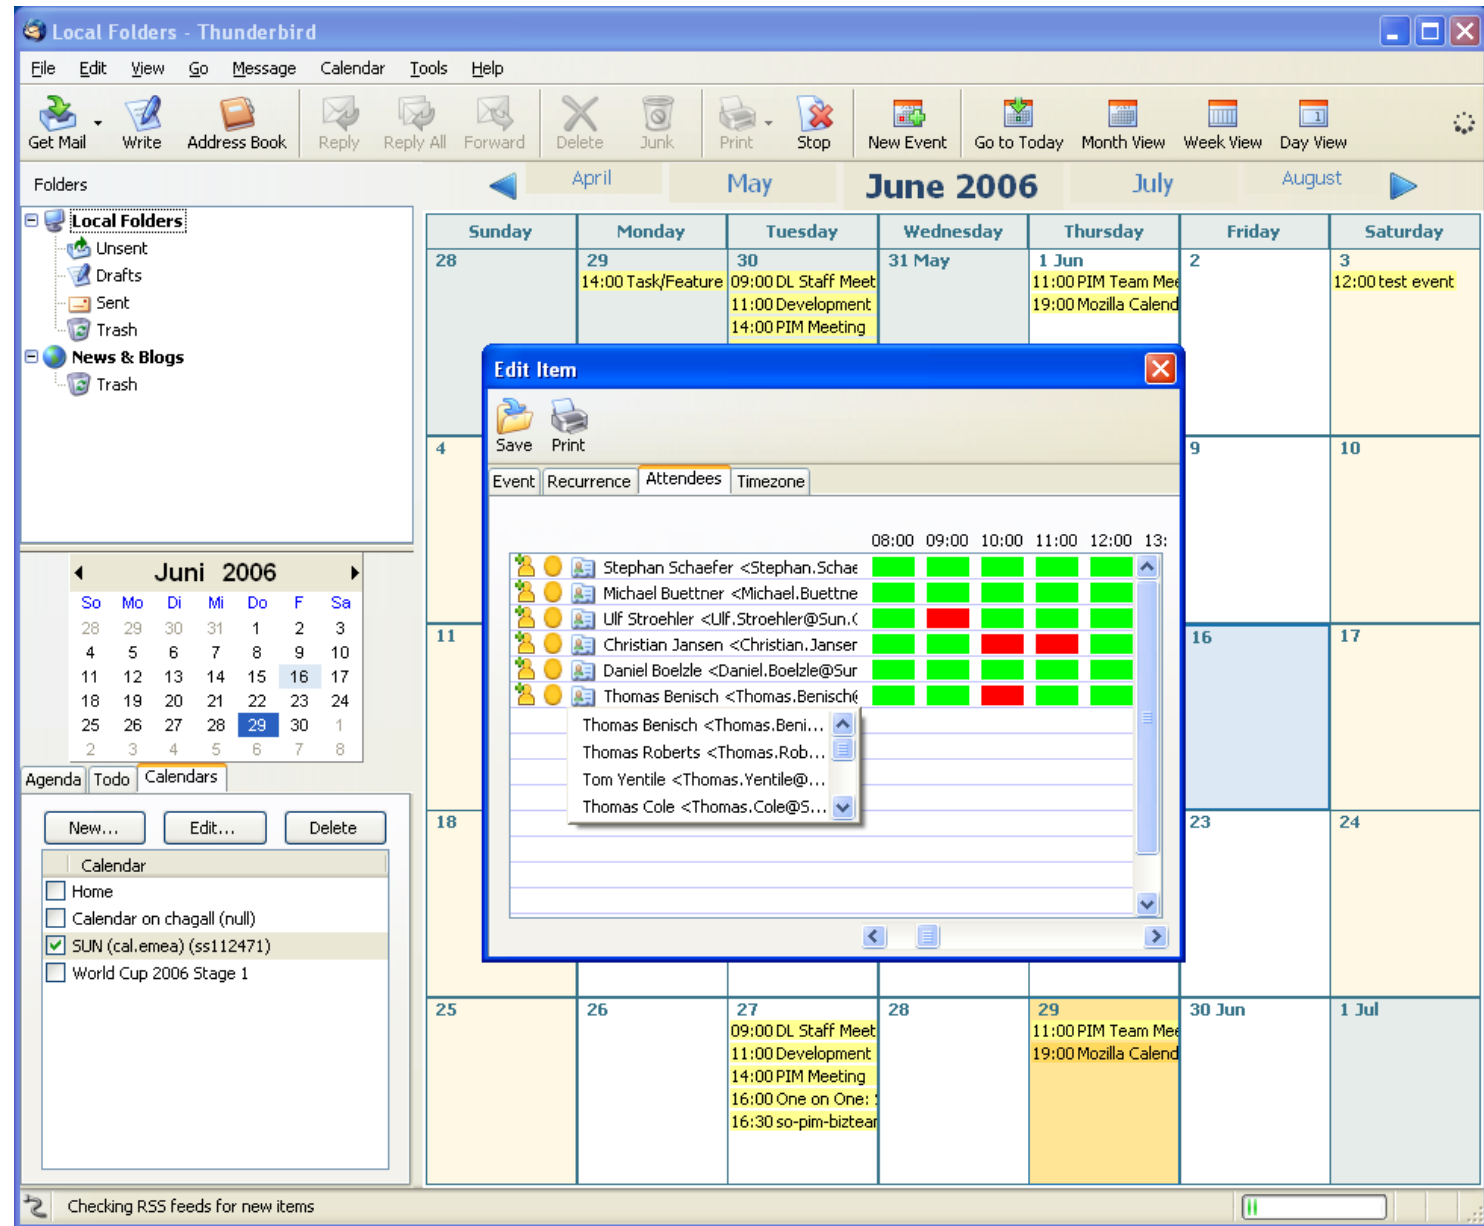 Local Folders - Thunderbird
File Edit View Go Message Calendar Tools Help
Get Mail Write Address Book Reply Reply All Forward Delete Junk Print Stop New Event Go to Today Month View Week View Day View
Folders
Local Folders
Unsent
Drafts
Sent
Trash
News & Blogs
Trash
Juni 2006
So Mo Di Mi Do F Sa
28 29 30 31 1 2 3
4 5 6 7 8 9 10
11 12 13 14 15 16 17
18 19 20 21 22 23 24
25 26 27 28 29 30 1
2 3 4 5 6 7 8
Agenda Todo Calendars
New... Edit... Delete
Calendar
Home
Calendar on chagall (null)
SUN (cal.emea) (ss112471)
World Cup 2006 Stage 1
April May June 2006 July August
Sunday Monday Tuesday Wednesday Thursday Friday Saturday
28 29 30 31 May 1 Jun 2 3
14:00 Task/Feature 09:00 DL Staff Meet 11:00 PIM Team Mee 12:00 test event
11:00 Development 19:00 Mozilla Calend
14:00 PIM Meeting
4 9 10
11 16 17
18 23 24
25 26 27 28 29 30 Jun 1 Jul
09:00 DL Staff Meet 11:00 PIM Team Mee
11:00 Development 19:00 Mozilla Calend
14:00 PIM Meeting
16:00 One on One:
16:30 so-pim-biztear
Edit Item
Save Print
Event Recurrence Attendees Timezone
08:00 09:00 10:00 11:00 12:00 13:
Stephan Schaefer <Stephan.Schae
Michael Buettner <Michael.Buettne
Ulf Stroehler <Ulf.Stroehler@Sun.
Christian Jansen <Christian.Janser
Daniel Boelzle <Daniel.Boelzle@Sur
Thomas Benisch <Thomas.Benisch
Thomas Benisch <Thomas.Beni...
Thomas Roberts <Thomas.Rob...
Tom Yentile <Thomas.Yentile@...
Thomas Cole <Thomas.Cole@S...
Checking RSS feeds for new items